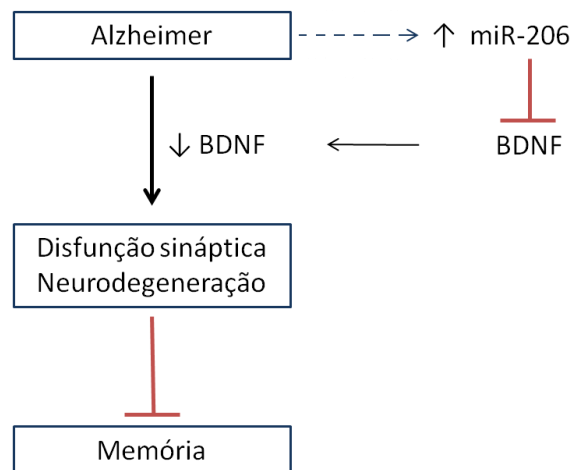 Alzheimer
↑ miR-206
↓ BDNF
BDNF
Disfunção sináptica
Neurodegeneração
Memória